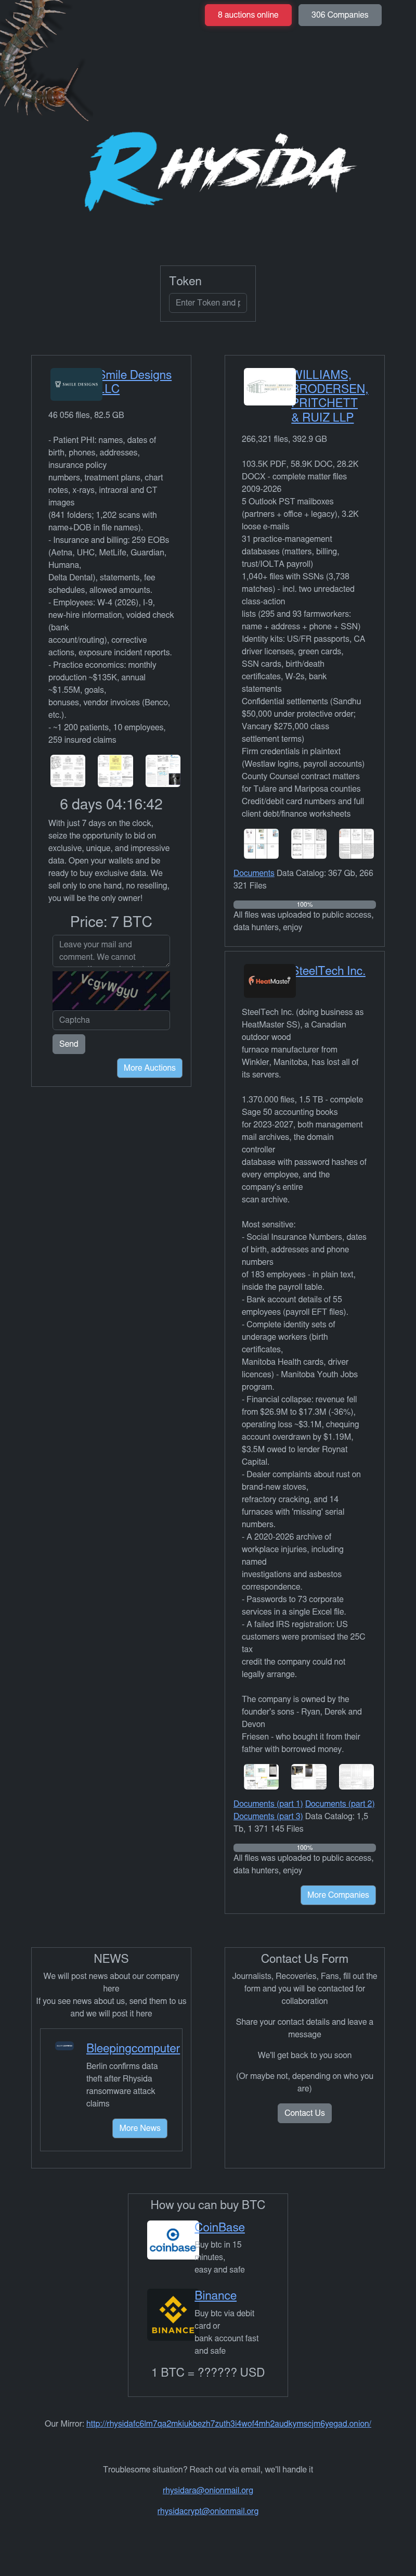 8 auctions online
306 Companies
RHYSIDA
Token
Enter Token and p
Smile Designs
LLC
46 056 files, 82.5 GB
- Patient PHI: names, dates of
birth, phones, addresses,
insurance policy
numbers, treatment plans, chart
notes, x-rays, intraoral and CT
images
(841 folders; 1,202 scans with
name+DOB in file names).
- Insurance and billing: 259 EOBs
(Aetna, UHC, MetLife, Guardian,
Humana,
Delta Dental), statements, fee
schedules, allowed amounts.
- Employees: W-4 (2026), I-9,
new-hire information, voided check
(bank
account/routing), corrective
actions, exposure incident reports.
- Practice economics: monthly
production ~$135K, annual
~$1.55M, goals,
bonuses, vendor invoices (Benco,
etc.).
- ~1 200 patients, 10 employees,
259 insured claims
6 days 04:16:42
With just 7 days on the clock,
seize the opportunity to bid on
exclusive, unique, and impressive
data. Open your wallets and be
ready to buy exclusive data. We
sell only to one hand, no reselling,
you will be the only owner!
Price: 7 BTC
Leave your mail and
comment. We cannot
VcgvWgyU
Captcha
Send
More Auctions
WILLIAMS,
BRODERSEN,
PRITCHETT
& RUIZ LLP
266,321 files, 392.9 GB
103.5K PDF, 58.9K DOC, 28.2K
DOCX - complete matter files
2009-2026
5 Outlook PST mailboxes
(partners + office + legacy), 3.2K
loose e-mails
31 practice-management
databases (matters, billing,
trust/IOLTA payroll)
1,040+ files with SSNs (3,738
matches) - incl. two unredacted
class-action
lists (295 and 93 farmworkers:
name + address + phone + SSN)
Identity kits: US/FR passports, CA
driver licenses, green cards,
SSN cards, birth/death
certificates, W-2s, bank
statements
Confidential settlements (Sandhu
$50,000 under protective order;
Vancary $275,000 class
settlement terms)
Firm credentials in plaintext
(Westlaw logins, payroll accounts)
County Counsel contract matters
for Tulare and Mariposa counties
Credit/debit card numbers and full
client debt/finance worksheets
Documents Data Catalog: 367 Gb, 266
321 Files
100%
All files was uploaded to public access,
data hunters, enjoy
SteelTech Inc.
SteelTech Inc. (doing business as
HeatMaster SS), a Canadian
outdoor wood
furnace manufacturer from
Winkler, Manitoba, has lost all of
its servers.
1.370.000 files, 1.5 TB - complete
Sage 50 accounting books
for 2023-2027, both management
mail archives, the domain
controller
database with password hashes of
every employee, and the
company's entire
scan archive.
Most sensitive:
- Social Insurance Numbers, dates
of birth, addresses and phone
numbers
of 183 employees - in plain text,
inside the payroll table.
- Bank account details of 55
employees (payroll EFT files).
- Complete identity sets of
underage workers (birth
certificates,
Manitoba Health cards, driver
licences) - Manitoba Youth Jobs
program.
- Financial collapse: revenue fell
from $26.9M to $17.3M (-36%),
operating loss ~$3.1M, chequing
account overdrawn by $1.19M,
$3.5M owed to lender Roynat
Capital.
- Dealer complaints about rust on
brand-new stoves,
refractory cracking, and 14
furnaces with 'missing' serial
numbers.
- A 2020-2026 archive of
workplace injuries, including
named
investigations and asbestos
correspondence.
- Passwords to 73 corporate
services in a single Excel file.
- A failed IRS registration: US
customers were promised the 25C
tax
credit the company could not
legally arrange.
The company is owned by the
founder's sons - Ryan, Derek and
Devon
Friesen - who bought it from their
father with borrowed money.
Documents (part 1) Documents (part 2)
Documents (part 3) Data Catalog: 1,5
Tb, 1 371 145 Files
100%
All files was uploaded to public access,
data hunters, enjoy
More Companies
NEWS
We will post news about our company
here
If you see news about us, send them to us
and we will post it here
Bleepingcomputer
Berlin confirms data
theft after Rhysida
ransomware attack
claims
More News
Contact Us Form
Journalists, Recoveries, Fans, fill out the
form and you will be contacted for
collaboration
Share your contact details and leave a
message
We'll get back to you soon
(Or maybe not, depending on who you
are)
Contact Us
How you can buy BTC
coinbase
CoinBase
Buy btc in 15
minutes,
easy and safe
BINANCE
Binance
Buy btc via debit
card or
bank account fast
and safe
1 BTC = ?????? USD
Our Mirror: http://rhysidafc6lm7qa2mkiukbezh7zuth3i4wof4mh2audkymscjm6yegad.onion/
Troublesome situation? Reach out via email, we'll handle it
rhysidara@onionmail.org
rhysidacrypt@onionmail.org